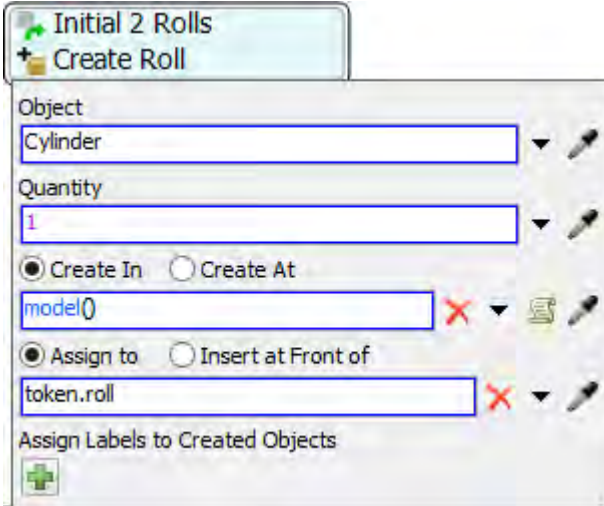 Initial 2 Rolls
Create Roll
Object
Cylinder
Quantity
1
Create In Create At
model()
Assign to Insert at Front of
token.roll
Assign Labels to Created Objects